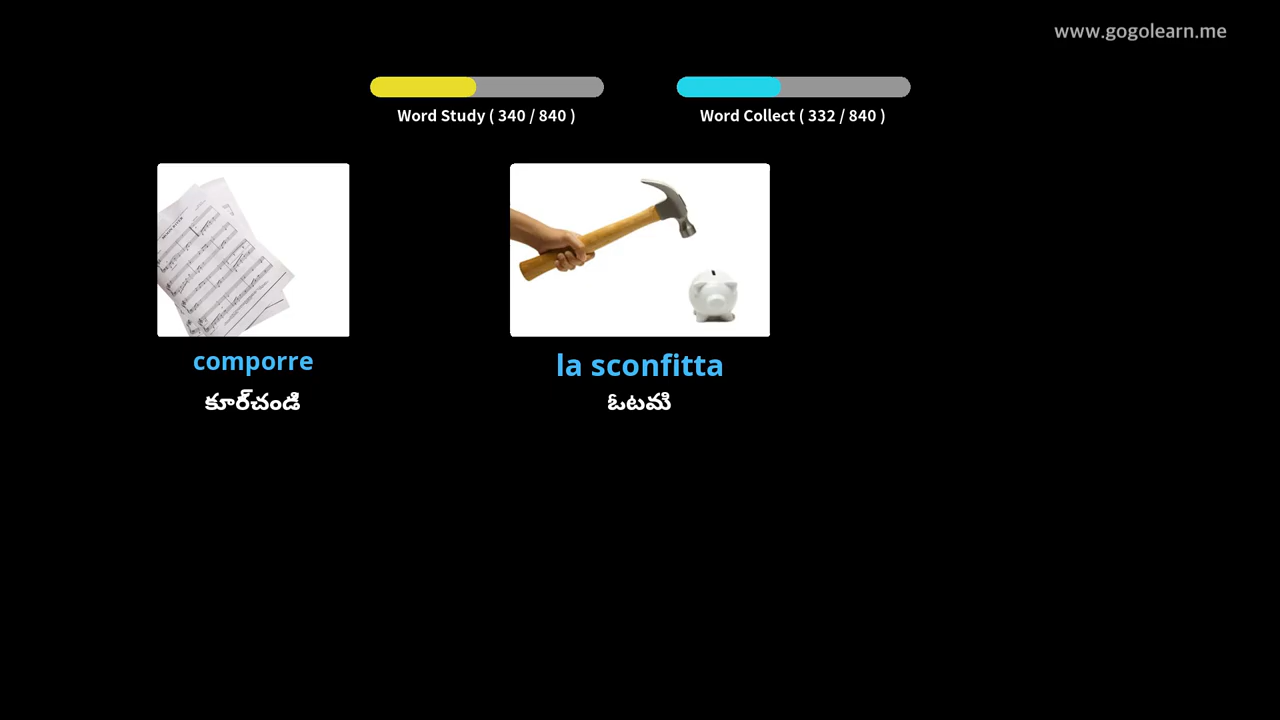 www.gogolearn.me
Word Study ( 340 / 840 )
Word Collect ( 332 / 840 )
comporre
కూర్చండి
la sconfitta
ఓటమి